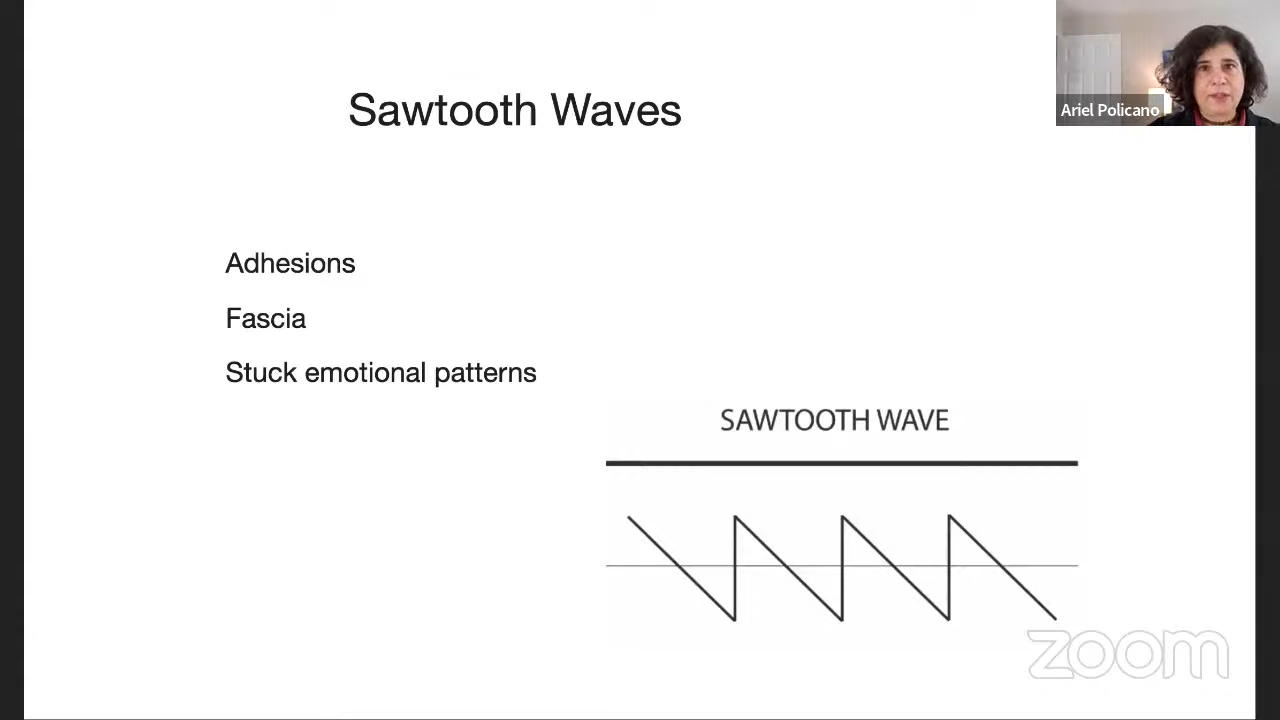 Sawtooth Waves
Ariel Policano
Adhesions
Fascia
Stuck emotional patterns
SAWTOOTH WAVE
zoom